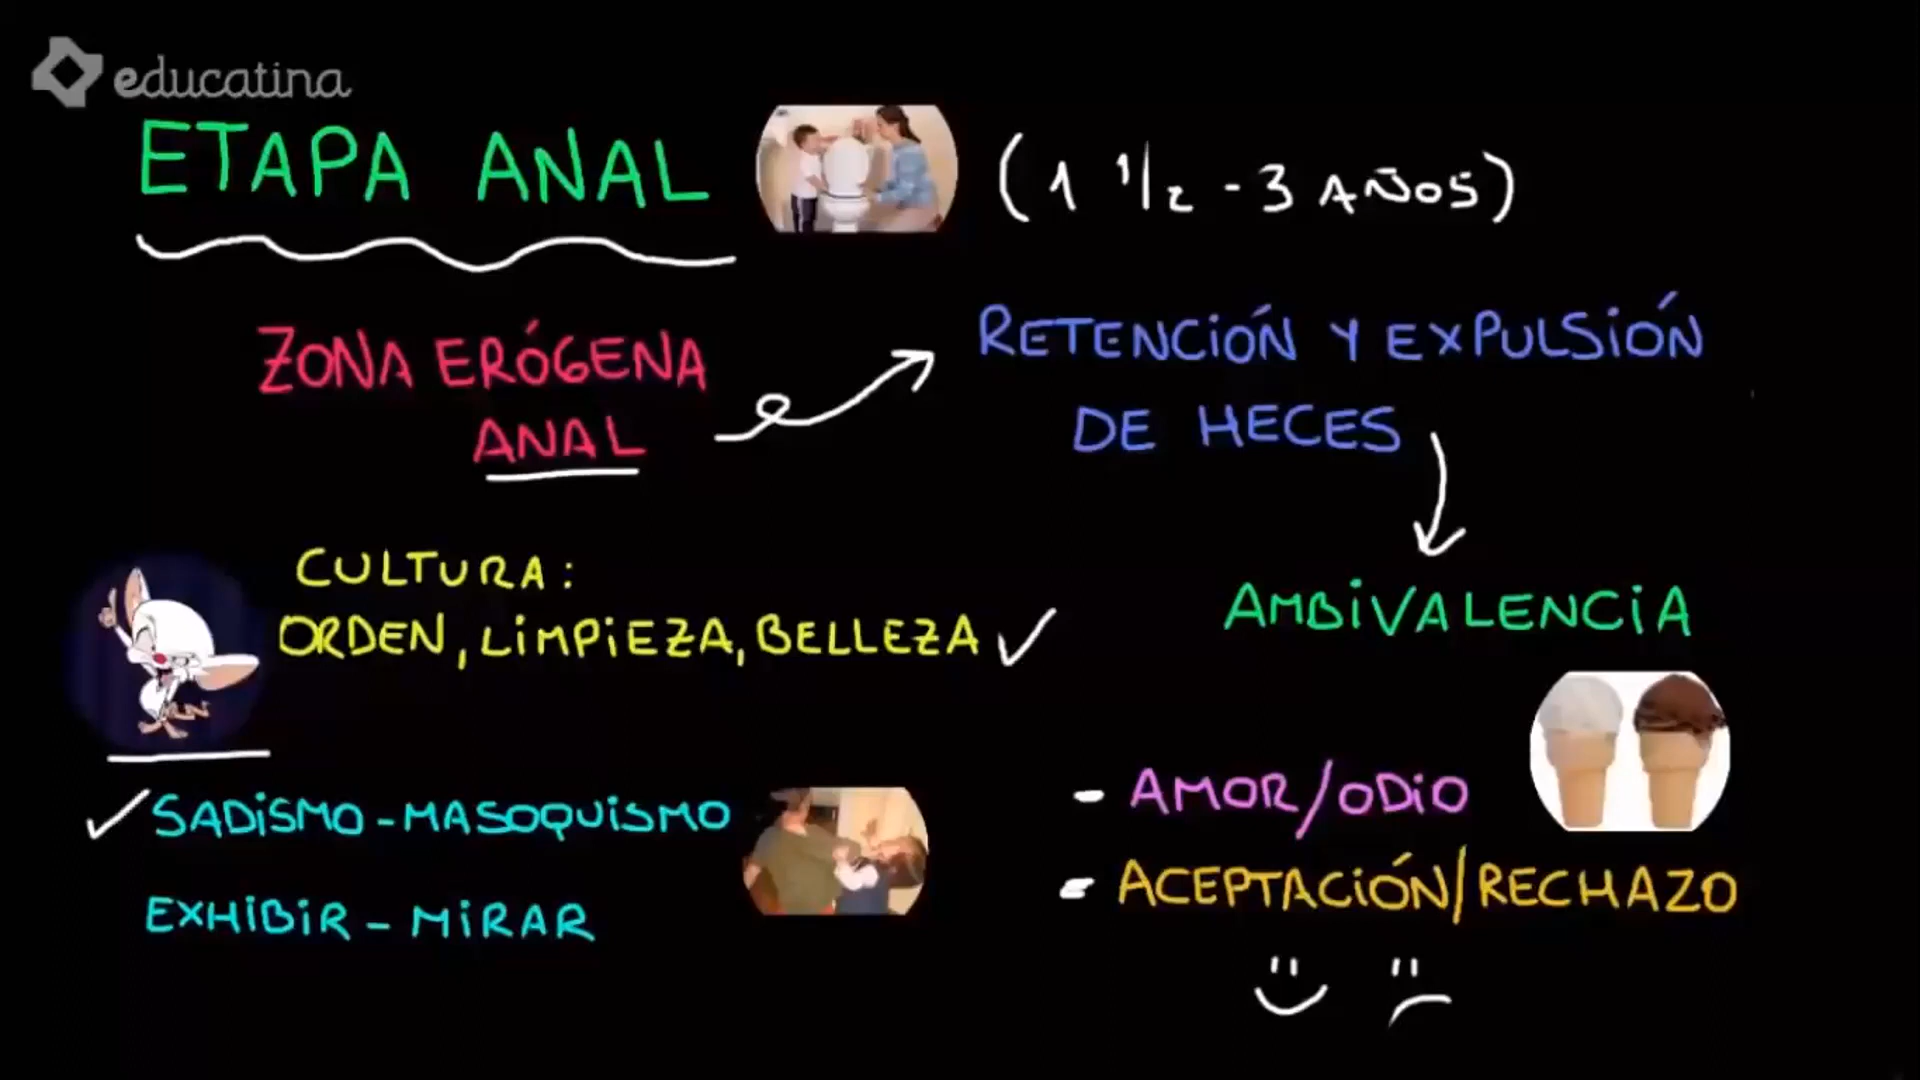 educatina
ETAPA ANAL (1 1/2 - 3 AÑOS)
ZONA ERÓGENA
ANAL
RETENCIÓN Y EXPULSIÓN
DE HECES
CULTURA:
ORDEN, LIMPIEZA, BELLEZA
AMBIVALENCIA
SADISMO - MASOQUISMO
EXHIBIR - MIRAR
- AMOR/ODIO
- ACEPTACIÓN/RECHAZO